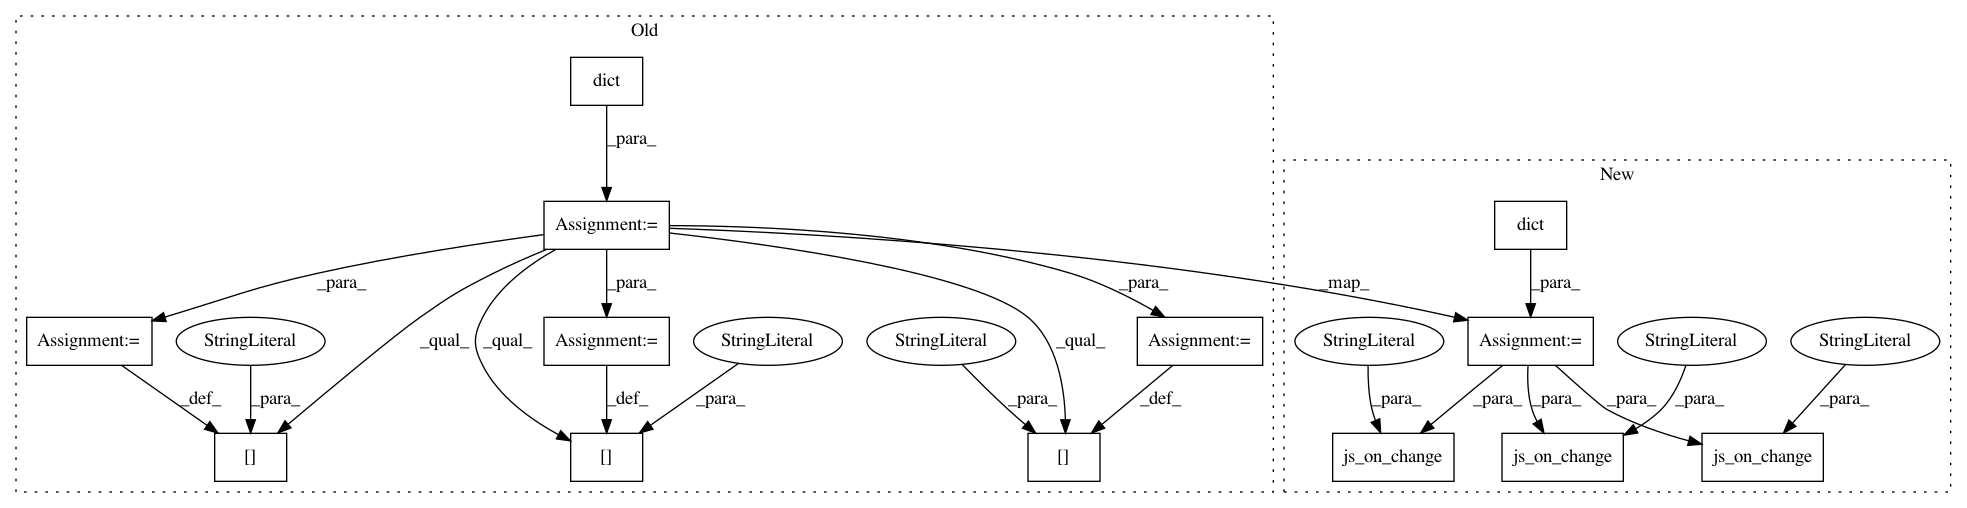 Old
dict
_para_
New
Assignment:=
dict
_para_
_qual_
_qual_
_para_
_qual_
_para_
_map_
_para_
Assignment:=
StringLiteral
Assignment:=
StringLiteral
StringLiteral
Assignment:=
StringLiteral
Assignment:=
StringLiteral
StringLiteral
_def_
_para_
_def_
_para_
_para_
_def_
_para_
_para_
_para_
_para_
_para_
_para_
[]
[]
[]
js_on_change
js_on_change
js_on_change